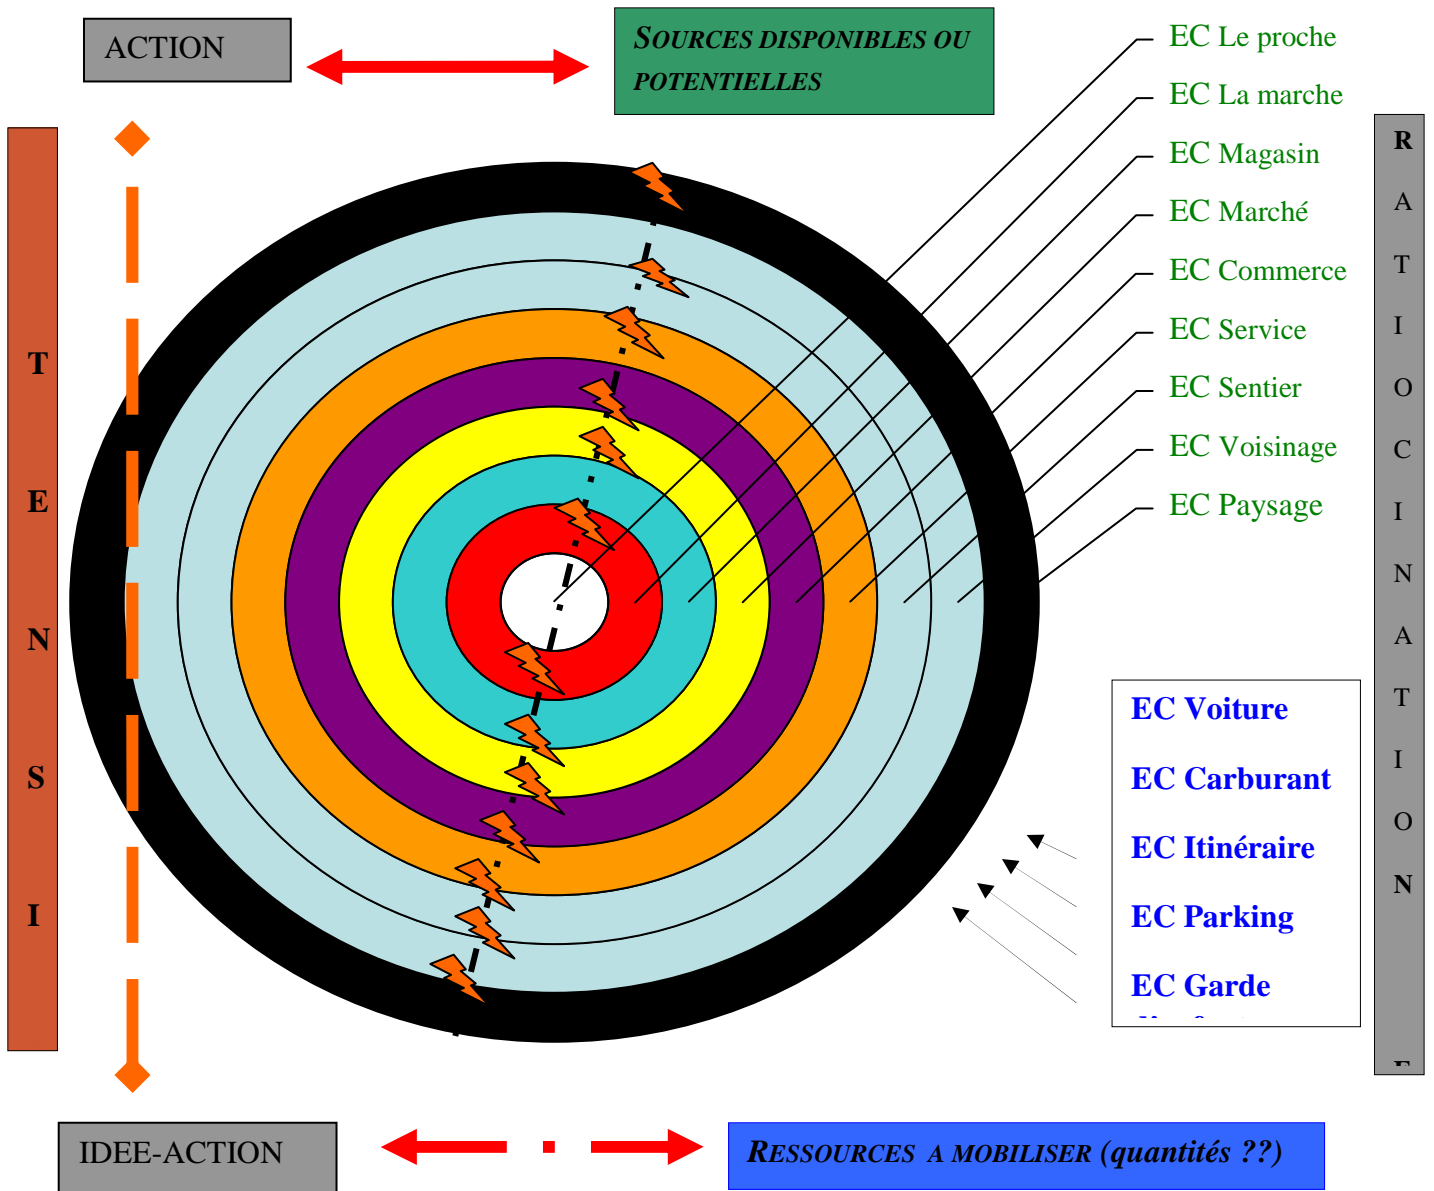 ACTION
SOURCES DISPONIBLES OU
POTENTIELLES
EC Le proche
EC La marche
EC Magasin
EC Marché
EC Commerce
EC Service
EC Sentier
EC Voisinage
EC Paysage
T
E
N
S
I
R
A
T
I
O
C
I
N
A
T
I
O
N
EC Voiture
EC Carburant
EC Itinéraire
EC Parking
EC Garde
IDEE-ACTION
RESSOURCES A MOBILISER (quantités ??)